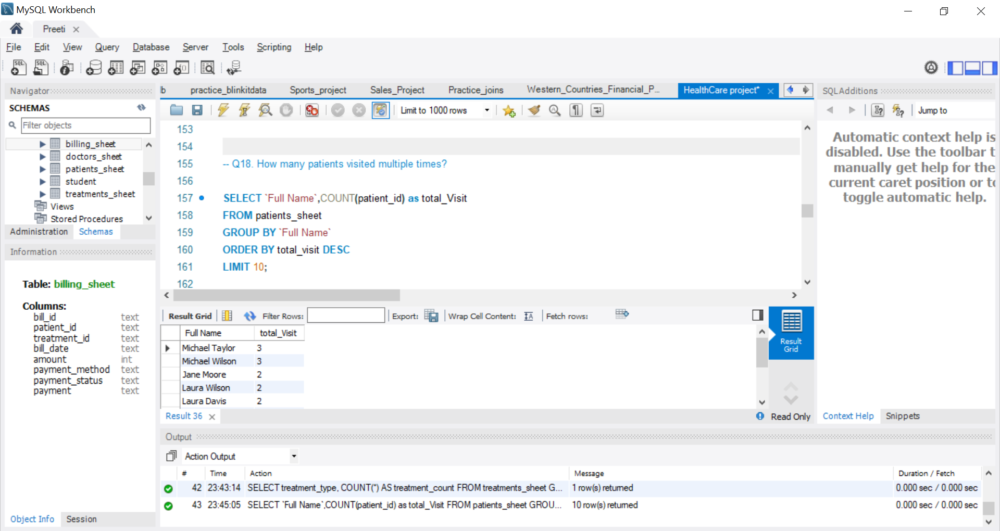 MySQL Workbench
Preeti
File Edit View Query Database Server Tools Scripting Help
Navigator
SCHEMAS
Filter objects
billing_sheet
doctors_sheet
patients_sheet
student
treatments_sheet
Views
Stored Procedures
Administration Schemas
Information
Table: billing_sheet
Columns:
bill_id text
patient_id text
treatment_id text
bill_date text
amount int
payment_method text
payment_status text
payment text
Object Info Session
lb practice_blinkitdata Sports_project Sales_Project Practice_joins Western_Countries_Financial_P... HealthCare project*
Limit to 1000 rows
153
154
155 -- Q18. How many patients visited multiple times?
156
157 SELECT `Full Name`,COUNT(patient_id) as total_Visit
158 FROM patients_sheet
159 GROUP BY `Full Name`
160 ORDER BY total_visit DESC
161 LIMIT 10;
162
Result Grid Filter Rows: Export: Wrap Cell Content: Fetch rows:
Full Name total_Visit
Michael Taylor 3
Michael Wilson 3
Jane Moore 2
Laura Wilson 2
Laura Davis 2
Result Grid
Result 36
Read Only
SQLAdditions
Jump to
Automatic context help is
disabled. Use the toolbar t
manually get help for the
current caret position or to
toggle automatic help.
Context Help Snippets
Output
Action Output
# Time Action Message Duration / Fetch
42 23:43:14 SELECT treatment_type, COUNT(*) AS treatment_count FROM treatments_sheet G... 1 row(s) returned 0.000 sec / 0.000 sec
43 23:45:05 SELECT `Full Name`,COUNT(patient_id) as total_Visit FROM patients_sheet GROU... 10 row(s) returned 0.000 sec / 0.000 sec